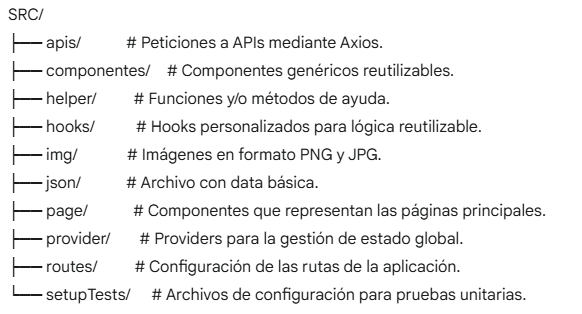 SRC/
├── apis/ # Peticiones a APIs mediante Axios.
├── componentes/ # Componentes genéricos reutilizables.
├── helper/ # Funciones y/o métodos de ayuda.
├── hooks/ # Hooks personalizados para lógica reutilizable.
├── img/ # Imágenes en formato PNG y JPG.
├── json/ # Archivo con data básica.
├── page/ # Componentes que representan las páginas principales.
├── provider/ # Providers para la gestión de estado global.
├── routes/ # Configuración de las rutas de la aplicación.
└── setupTests/ # Archivos de configuración para pruebas unitarias.